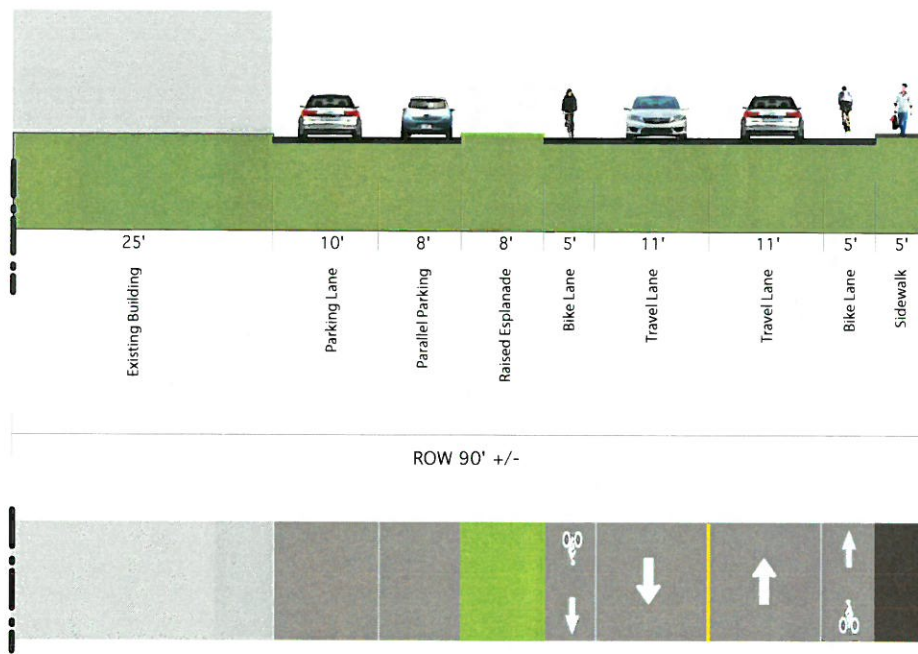 25' 10' 8' 8' 5' 11' 11' 5' 5'
Existing Building
Parking Lane
Parallel Parking
Raised Esplanade
Bike Lane
Travel Lane
Travel Lane
Bike Lane
Sidewalk
ROW 90' +/-